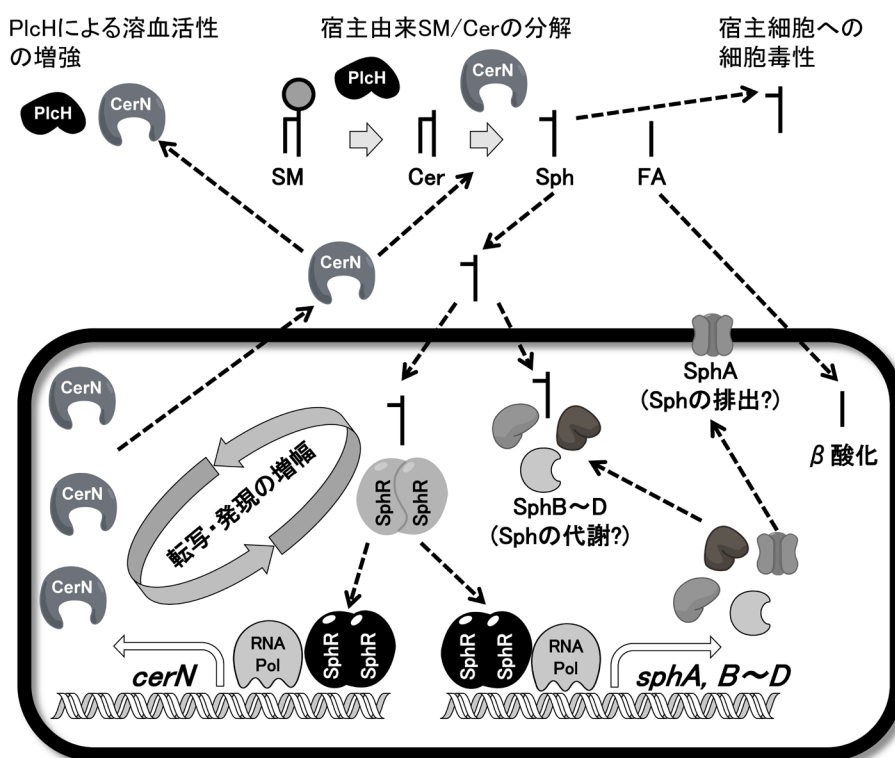 PlcHによる溶血活性
の増強
宿主由来SM/Cerの分解
宿主細胞への
細胞毒性
PlcH
CerN
PlcH
CerN
SM
Cer
Sph
FA
CerN
CerN
CerN
CerN
転写・発現の増幅
SphR
SphR
SphB～D
(Sphの代謝?)
SphA
(Sphの排出?)
β酸化
cerN
RNA
Pol
SphR
SphR
SphR
SphR
RNA
Pol
sphA, B～D